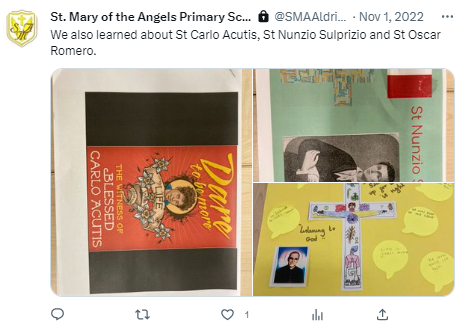 St. Mary of the Angels Primary Sc... @SMAAldri... · Nov 1, 2022 ...
We also learned about St Carlo Acutis, St Nunzio Sulprizio and St Oscar
Romero.
Dare
to be more
THE WITNESS OF
BLESSED
CARLO ACUTIS
LIFE
St Nunzio
Listening to
God
1